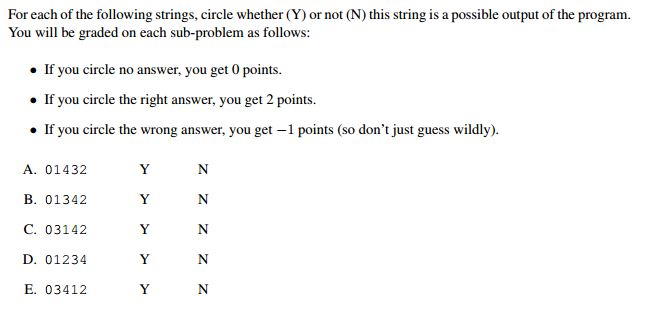 For each of the following strings, circle whether (Y) or not (N) this string is a possible output of the program.
You will be graded on each sub-problem as follows:
• If you circle no answer, you get 0 points.
• If you circle the right answer, you get 2 points.
• If you circle the wrong answer, you get −1 points (so don't just guess wildly).
A. 01432 Y N
B. 01342 Y N
C. 03142 Y N
D. 01234 Y N
E. 03412 Y N